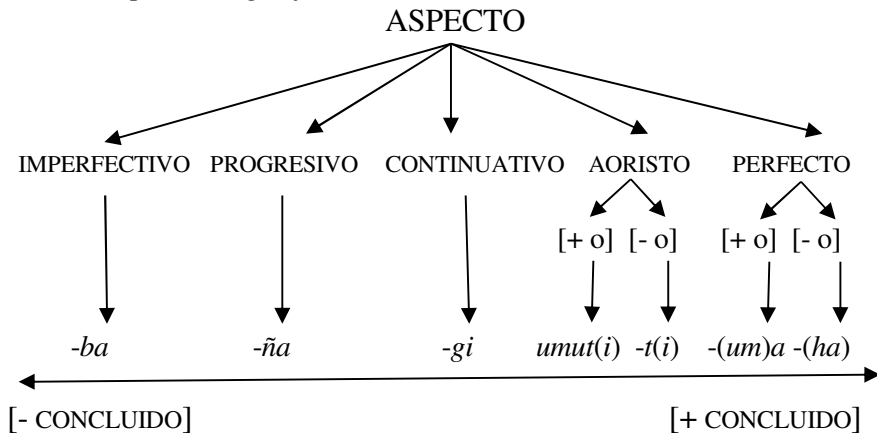 ASPECTO
IMPERFECTIVO PROGRESIVO CONTINUATIVO AORISTO PERFECTO
[+ o] [- o] [+ o] [- o]
-ba -ña -gi umut(i) -t(i) -(um)a -(ha)
[- CONCLUIDO] [+ CONCLUIDO]